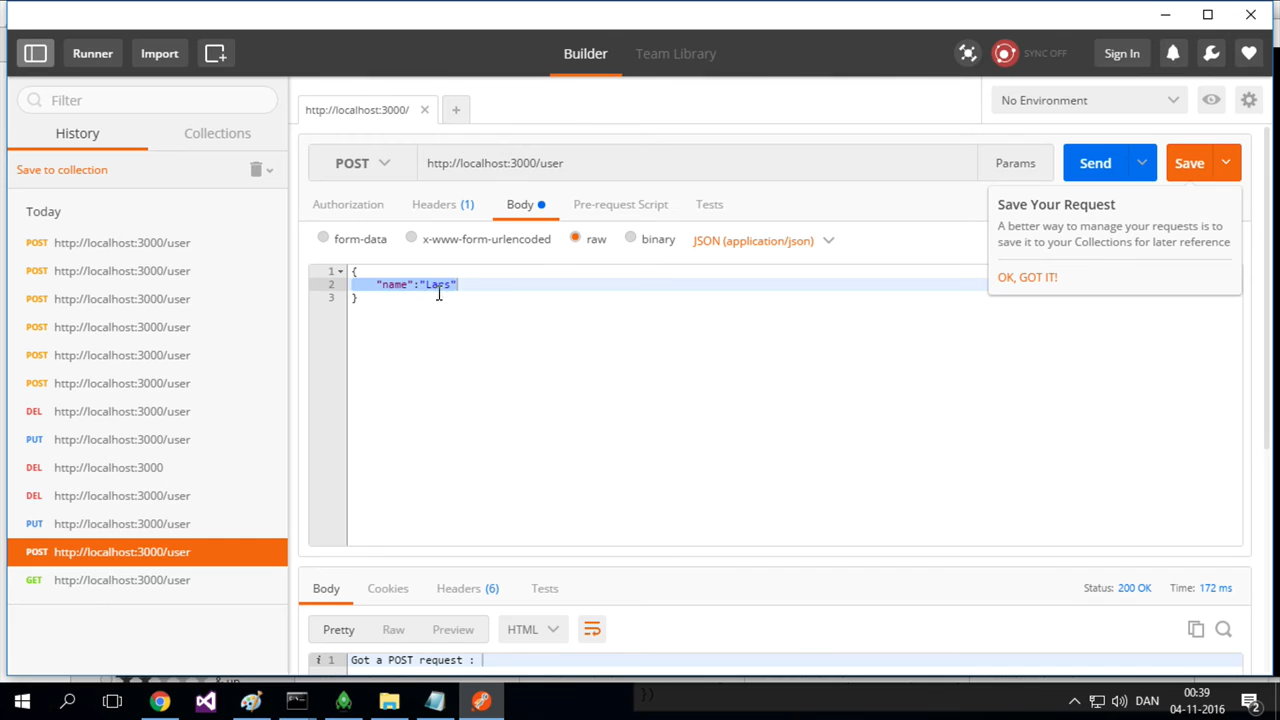 Runner
Import
Builder
Team Library
SYNC OFF
Sign In
Filter
History
Collections
Save to collection
Today
POST http://localhost:3000/user
POST http://localhost:3000/user
POST http://localhost:3000/user
POST http://localhost:3000/user
POST http://localhost:3000/user
POST http://localhost:3000/user
DEL http://localhost:3000/user
PUT http://localhost:3000/user
DEL http://localhost:3000
DEL http://localhost:3000/user
PUT http://localhost:3000/user
POST http://localhost:3000/user
GET http://localhost:3000/user
http://localhost:3000/
No Environment
POST http://localhost:3000/user Params Send Save
Authorization Headers (1) Body Pre-request Script Tests
form-data x-www-form-urlencoded raw binary JSON (application/json)
Save Your Request
A better way to manage your requests is to
save it to your Collections for later reference
OK, GOT IT!
1 {
2 "name":"Lars"
3 }
Body Cookies Headers (6) Tests Status: 200 OK Time: 172 ms
Pretty Raw Preview HTML
i 1 Got a POST request :
})
DAN
00:39
04-11-2016
2